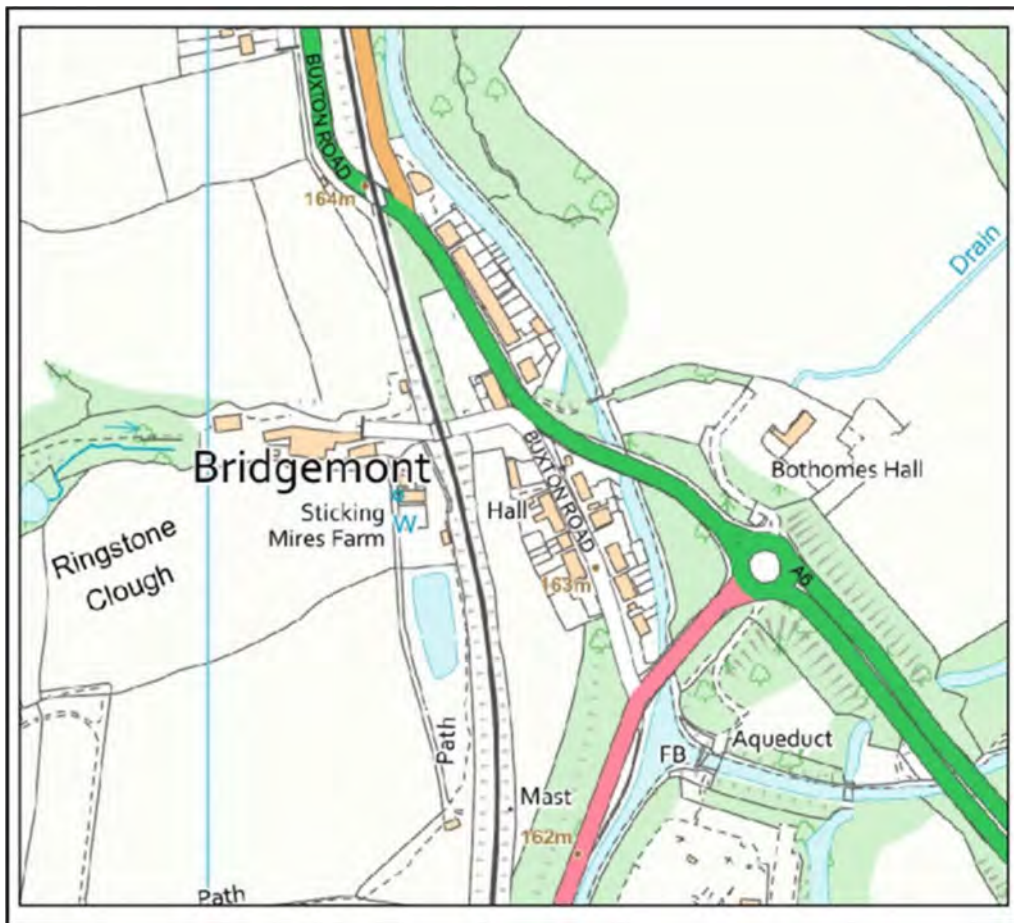 BUXTON ROAD
164m
Drain
Bridgemont
Bothomes Hall
Sticking
Mires Farm
W
Hall
BUXTON ROAD
Ringstone
Clough
163m
A6
Path
FB
Aqueduct
Mast
162m
Path